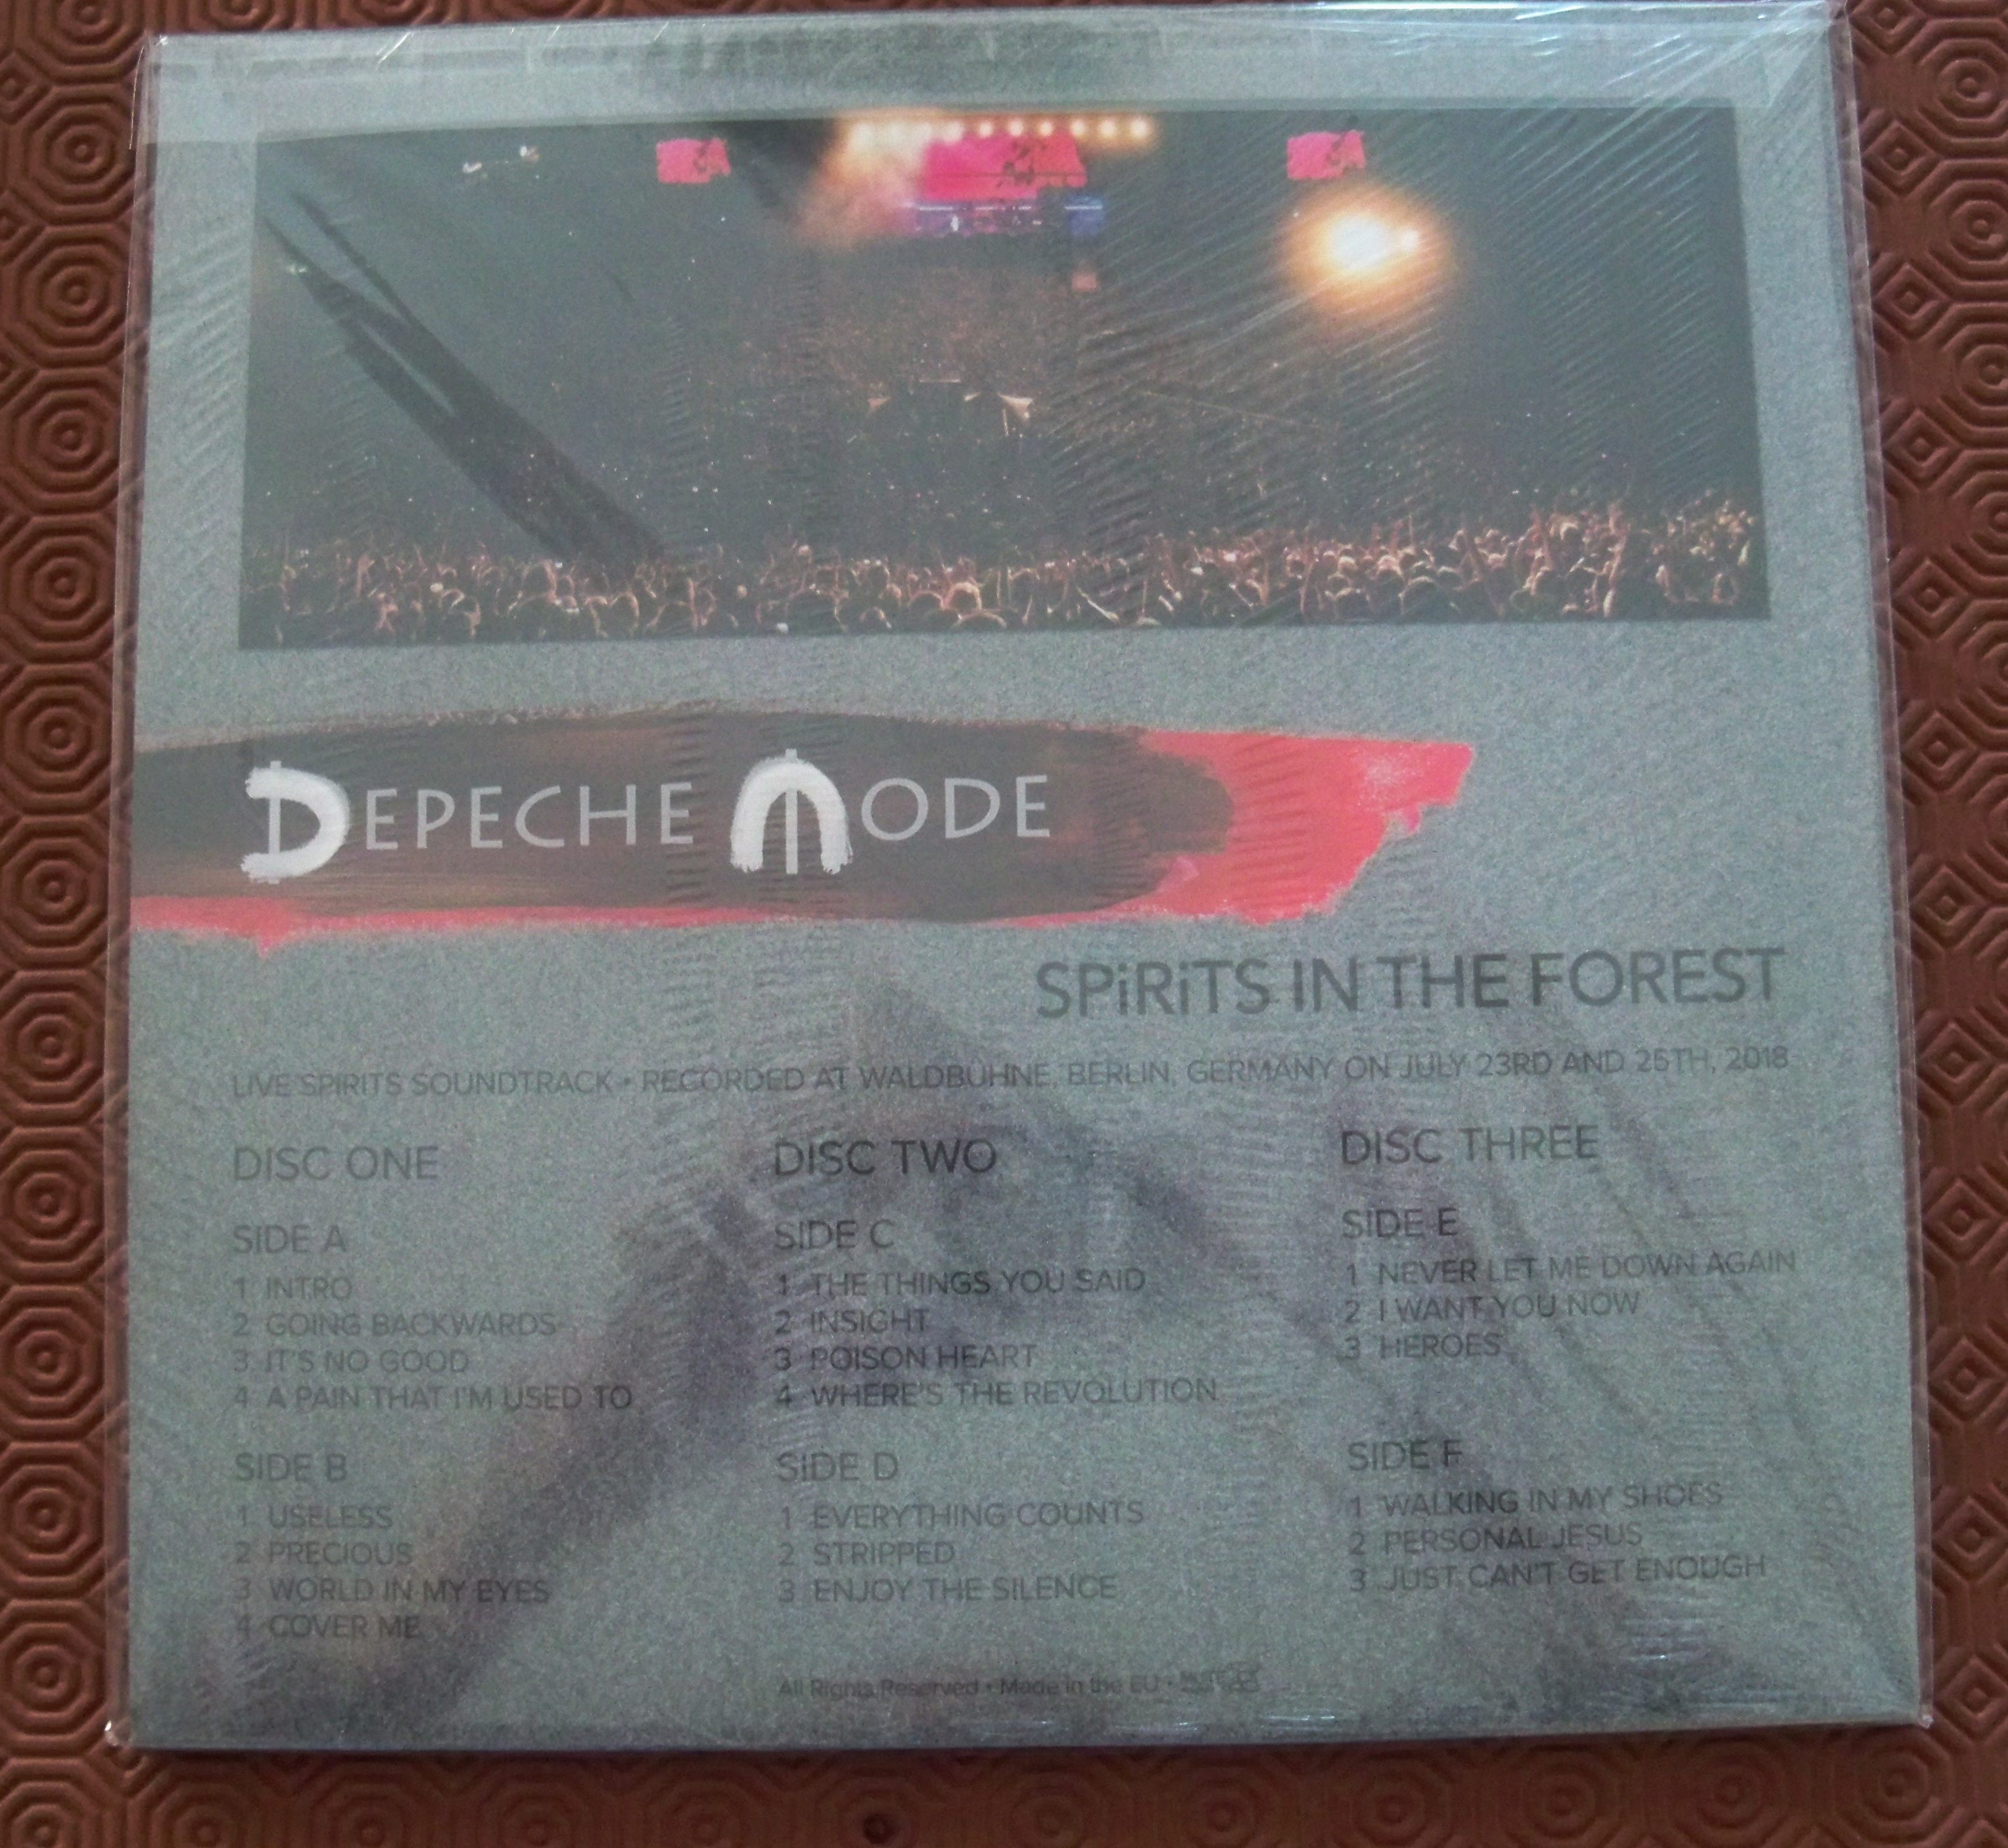 DEPECHE MODE
SPiRiTS IN THE FOREST
LIVE SPIRITS SOUNDTRACK • RECORDED AT WALDBÜHNE, BERLIN, GERMANY ON JULY 23RD AND 25TH, 2018
DISC ONE
SIDE A
1 INTRO
2 GOING BACKWARDS
3 IT'S NO GOOD
4 A PAIN THAT I'M USED TO
SIDE B
1 USELESS
2 PRECIOUS
3 WORLD IN MY EYES
4 COVER ME
DISC TWO
SIDE C
1 THE THINGS YOU SAID
2 INSIGHT
3 POISON HEART
4 WHERE'S THE REVOLUTION
SIDE D
1 EVERYTHING COUNTS
2 STRIPPED
3 ENJOY THE SILENCE
DISC THREE
SIDE E
1 NEVER LET ME DOWN AGAIN
2 I WANT YOU NOW
3 HEROES
SIDE F
1 WALKING IN MY SHOES
2 PERSONAL JESUS
3 JUST CAN'T GET ENOUGH
All Rights Reserved • Made in the EU •